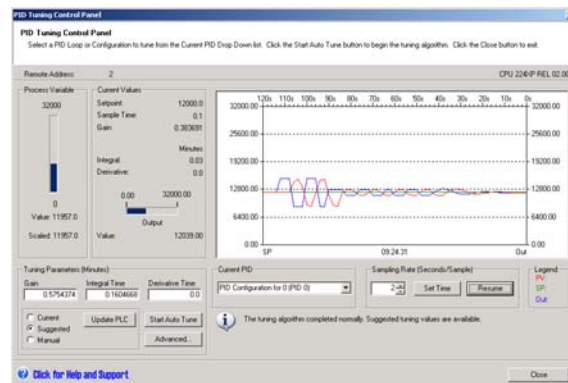 PID Tuning Control Panel
PID Tuning Control Panel
Select a PID Loop or Configuration to tune from the Current PID Drop Down list. Click the Start Auto Tune button to begin the tuning algorithm. Click the Close button to exit.
Remote Address: 2 CPU 224XP REL 02.00
Process Variable
32000
0
Value: 11957.0
Scaled: 11957.0
Current Values
Setpoint: 12000.0
Sample Time: 0.1
Gain: 0.383691
Minutes
Integral: 0.03
Derivative: 0.0
0.00 32000.00
Output
Value: 12039.00
120s 110s 100s 90s 80s 70s 60s 50s 40s 30s 20s 10s 0s
32000.00 32000.00
25600.00 25600.00
19200.00 19200.00
12800.00 12800.00
6400.00 6400.00
0.00 0.00
SP 09:24:31 Out
Tuning Parameters (Minutes)
Gain Integral Time Derivative Time
0.5754374 0.1604668 0.0
Current
Suggested
Manual
Update PLC
Start Auto Tune
Advanced...
Current PID
PID Configuration for 0 (PID 0)
Sampling Rate (Seconds/Sample)
2 Set Time Resume
Legend
PV:
SP:
Out:
The tuning algorithm completed normally. Suggested tuning values are available.
Click for Help and Support
Close